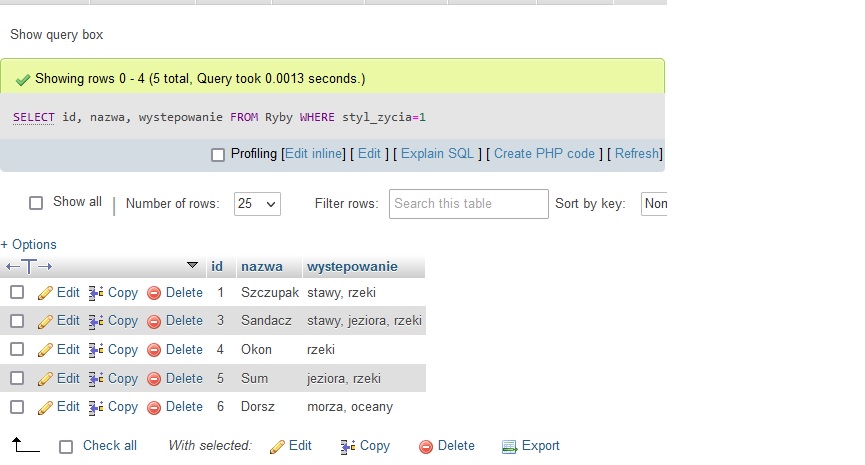 Show query box
Showing rows 0 - 4 (5 total, Query took 0.0013 seconds.)
SELECT id, nazwa, wystepowanie FROM Ryby WHERE styl_zycia=1
Profiling [Edit inline] [ Edit ] [ Explain SQL ] [ Create PHP code ] [ Refresh]
Show all | Number of rows: 25 Filter rows: Search this table Sort by key: Non
+ Options
←T→ id nazwa wystepowanie
Edit Copy Delete 1 Szczupak stawy, rzeki
Edit Copy Delete 3 Sandacz stawy, jeziora, rzeki
Edit Copy Delete 4 Okon rzeki
Edit Copy Delete 5 Sum jeziora, rzeki
Edit Copy Delete 6 Dorsz morza, oceany
Check all With selected: Edit Copy Delete Export